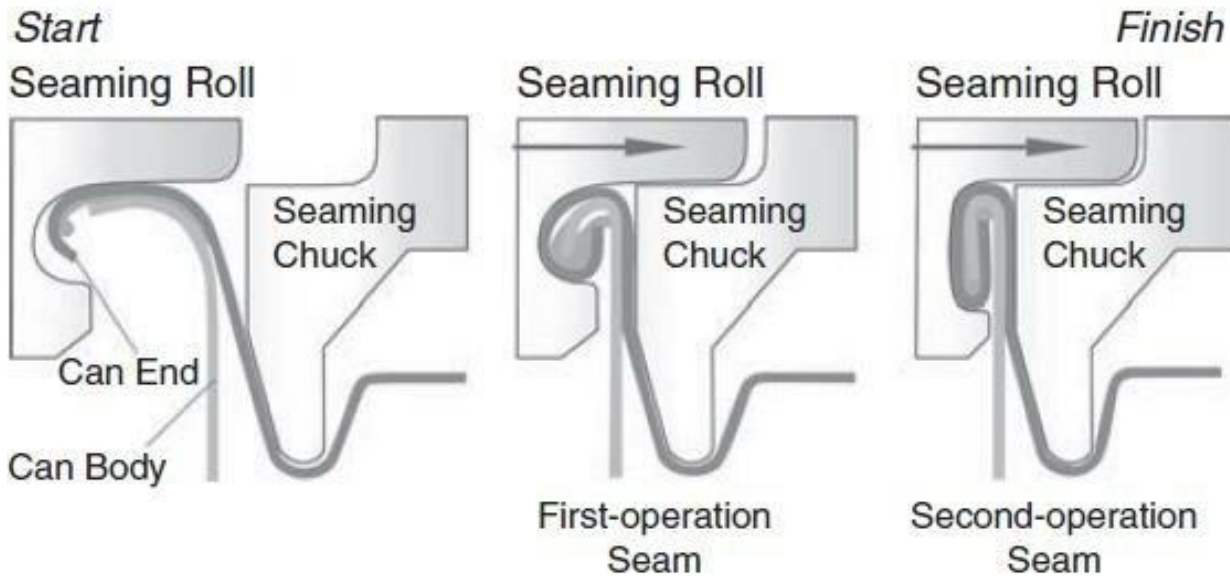 Start
Finish
Seaming Roll
Seaming Roll
Seaming Roll
Seaming
Chuck
Seaming
Chuck
Seaming
Chuck
Can End
Can Body
First-operation
Seam
Second-operation
Seam